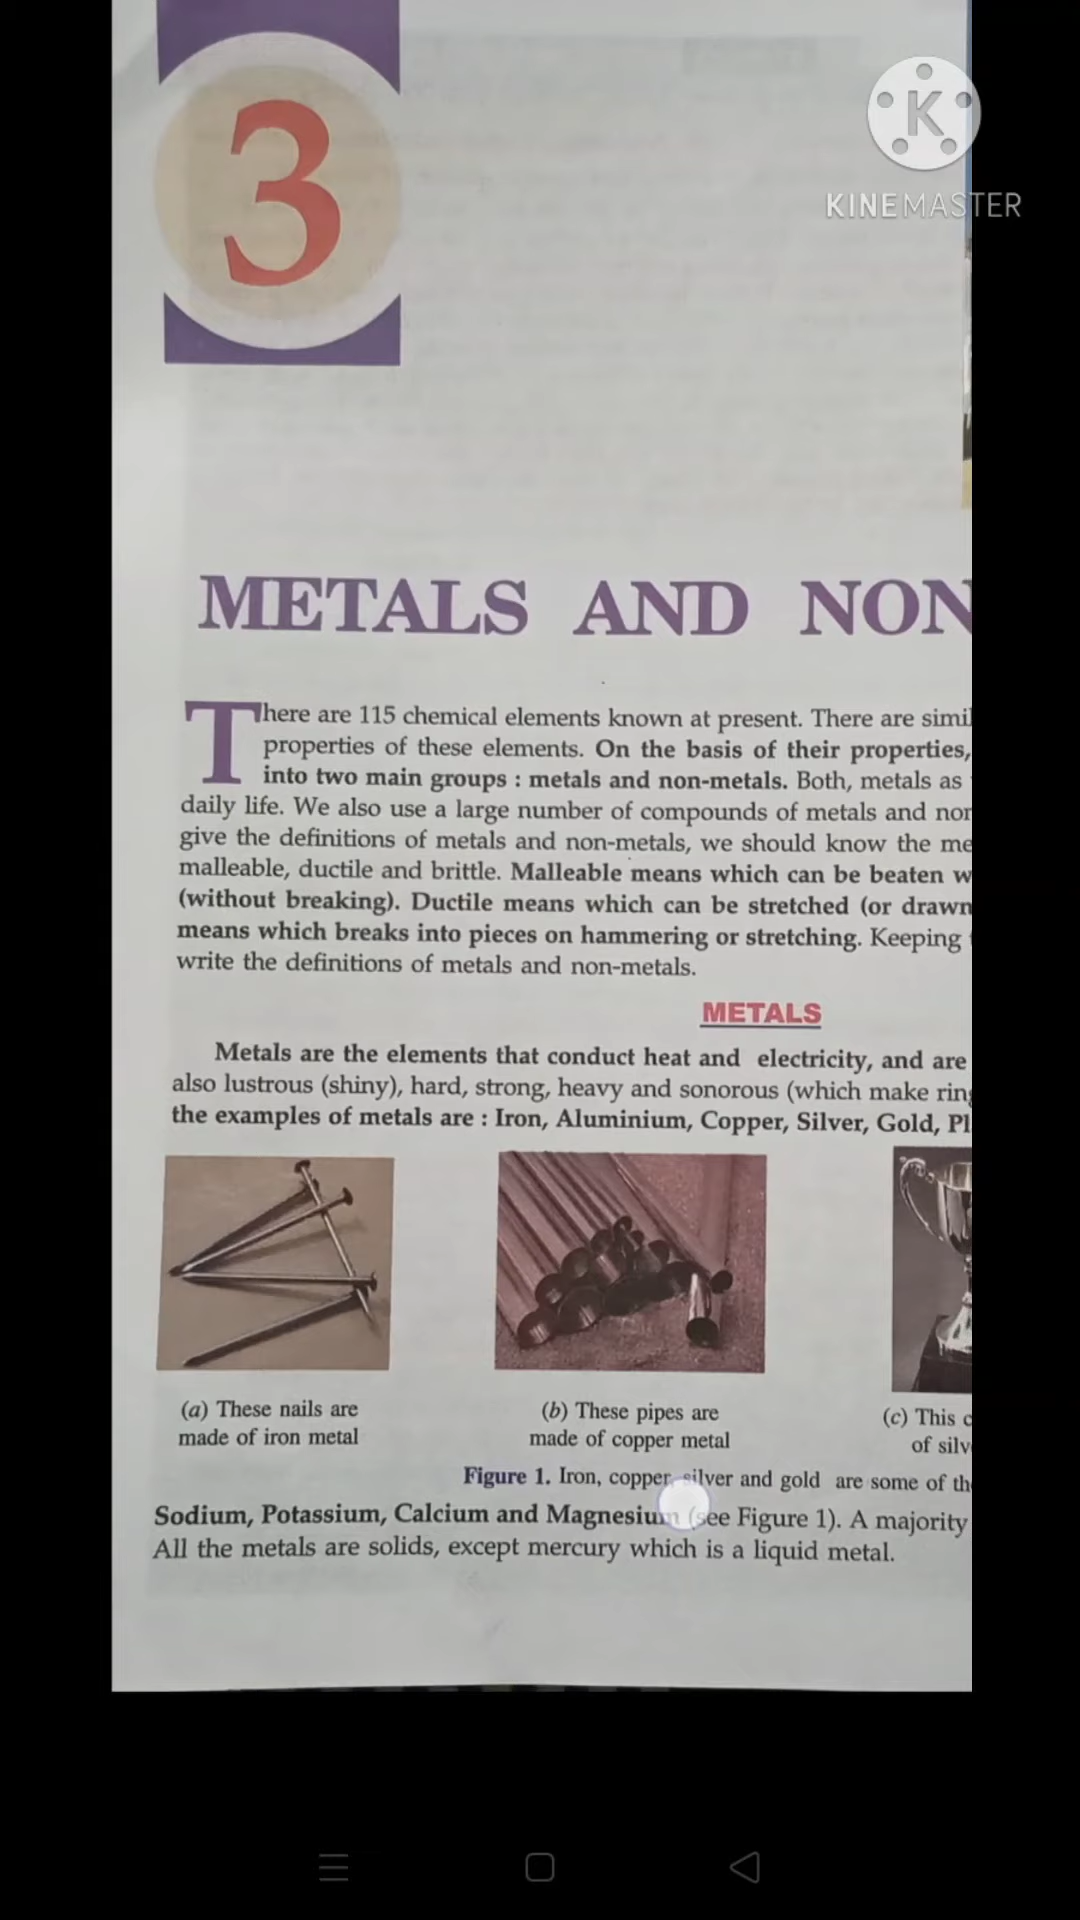 3
K
KINEMASTER
METALS AND NON
There are 115 chemical elements known at present. There are simil
properties of these elements. On the basis of their properties,
into two main groups : metals and non-metals. Both, metals as
daily life. We also use a large number of compounds of metals and nor
give the definitions of metals and non-metals, we should know the me
malleable, ductile and brittle. Malleable means which can be beaten w
(without breaking). Ductile means which can be stretched (or drawn
means which breaks into pieces on hammering or stretching. Keeping
write the definitions of metals and non-metals.
METALS
Metals are the elements that conduct heat and electricity, and are
also lustrous (shiny), hard, strong, heavy and sonorous (which make ring
the examples of metals are : Iron, Aluminium, Copper, Silver, Gold, Pl
(a) These nails are
made of iron metal
(b) These pipes are
made of copper metal
(c) This c
of silv
Figure 1. Iron, copper, silver and gold are some of th
Sodium, Potassium, Calcium and Magnesium (see Figure 1). A majority
All the metals are solids, except mercury which is a liquid metal.